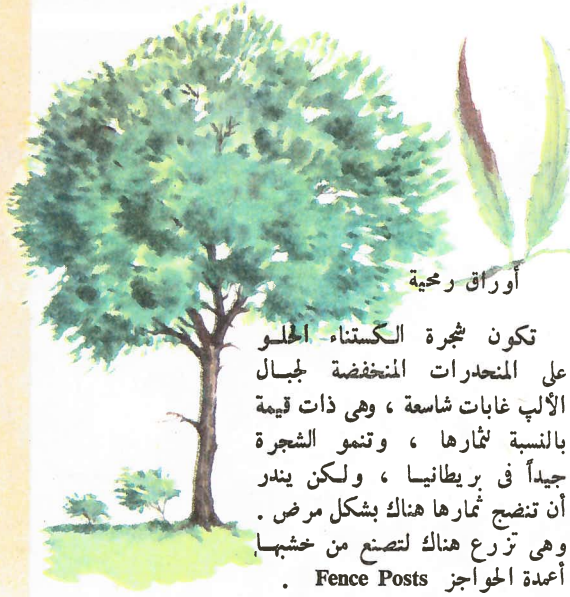 أوراق رمحية
تكون شجرة الكستناء الحلو
على المنحدرات المنخفضة لجبال
الألپ غابات شاسعة ، وهى ذات قيمة
بالنسبة لثمارها ، وتنمو الشجرة
جيداً فى بريطانيا ، ولكن يندر
أن تنضج ثمارها هناك بشكل مرض .
وهى تزرع هناك لتصنع من خشبها
أعمدة الحواجز Fence Posts .